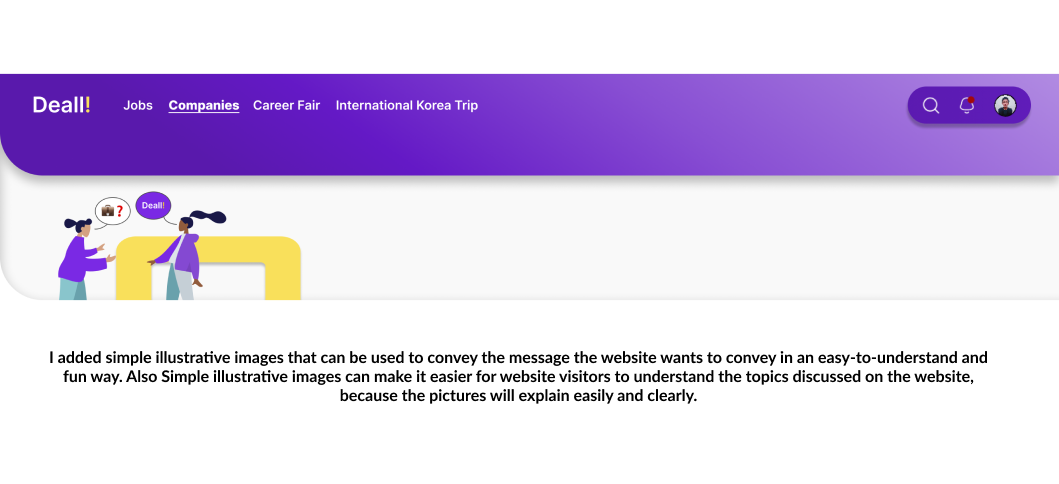 Deall!
Jobs Companies Career Fair International Korea Trip
Deall!
I added simple illustrative images that can be used to convey the message the website wants to convey in an easy-to-understand and
fun way. Also Simple illustrative images can make it easier for website visitors to understand the topics discussed on the website,
because the pictures will explain easily and clearly.